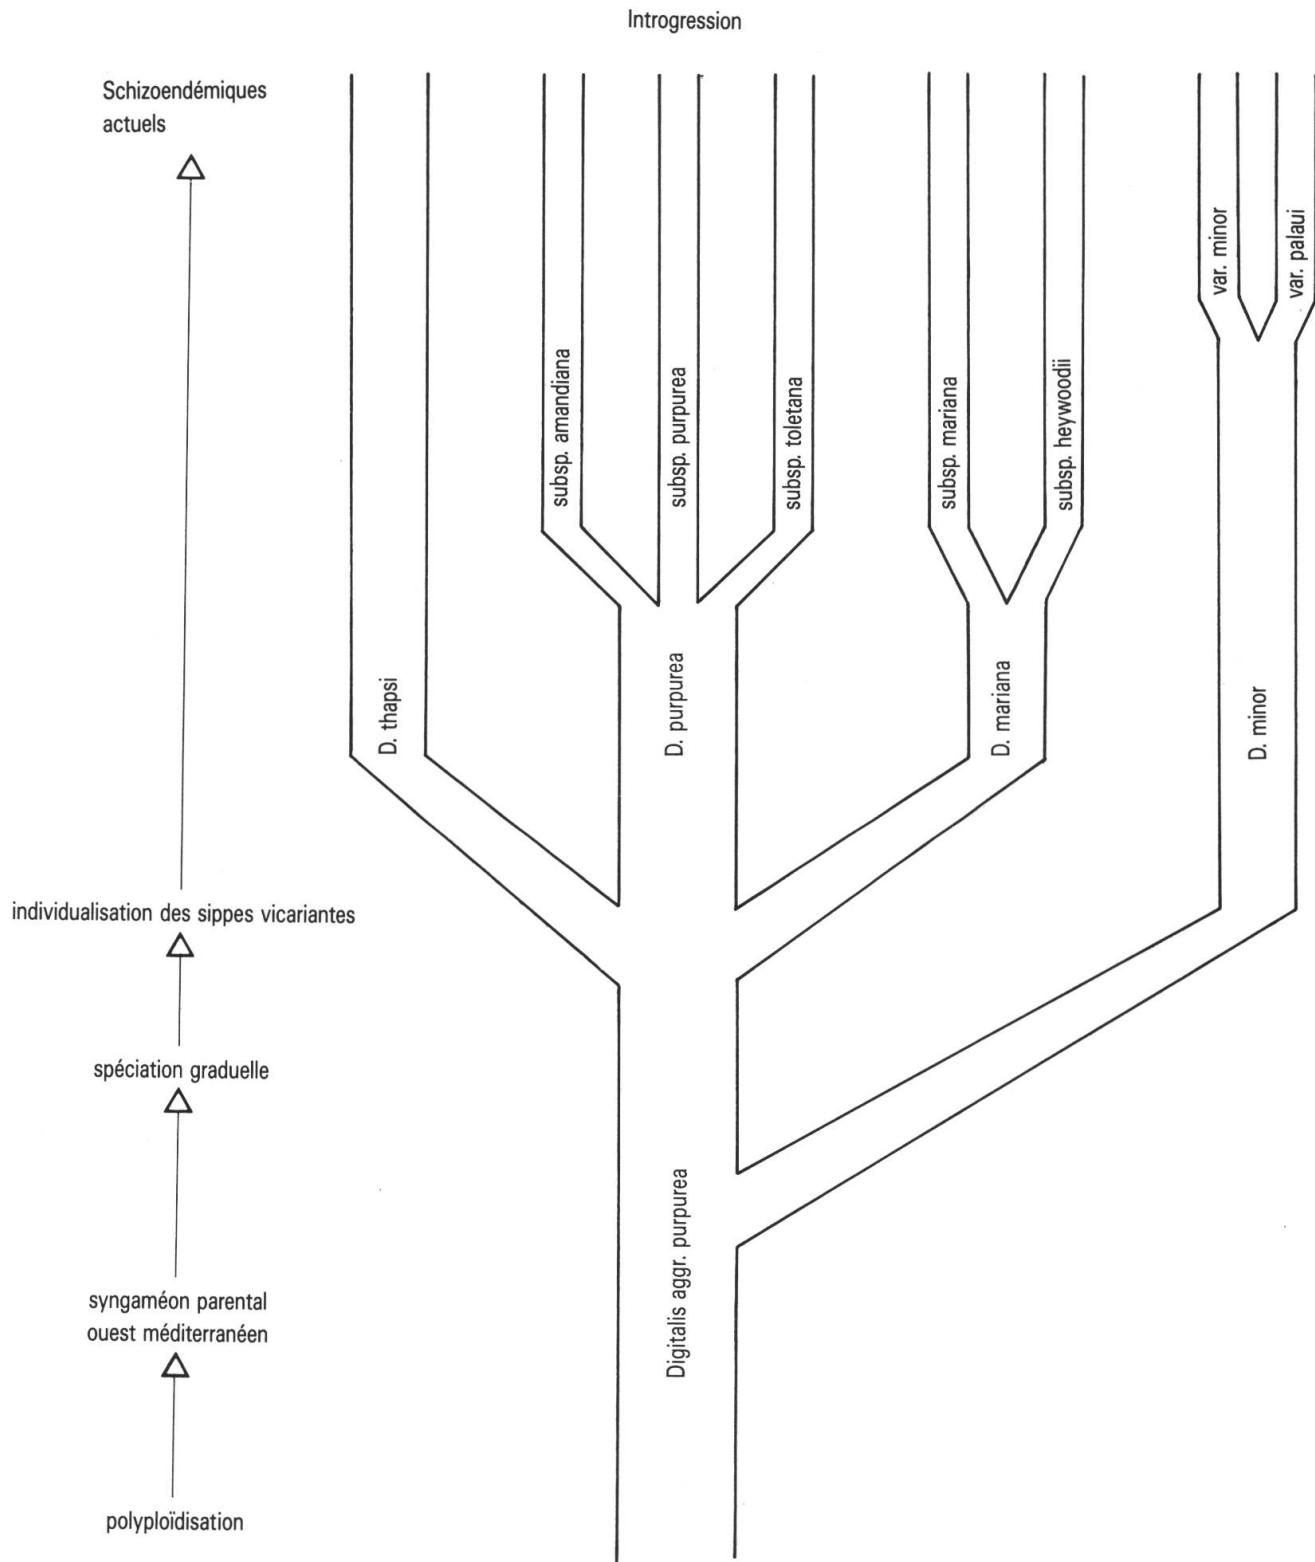 Introgression
Schizoendémiques
actuels
var. minor
var. palaui
subsp. amandiana
subsp. purpurea
subsp. toletana
subsp. mariana
subsp. heywoodii
D. thapsi
D. purpurea
D. mariana
D. minor
individualisation des sippes vicariantes
spéciation graduelle
Digitalis aggr. purpurea
syngaméon parental
ouest méditerranéen
polyploïdisation